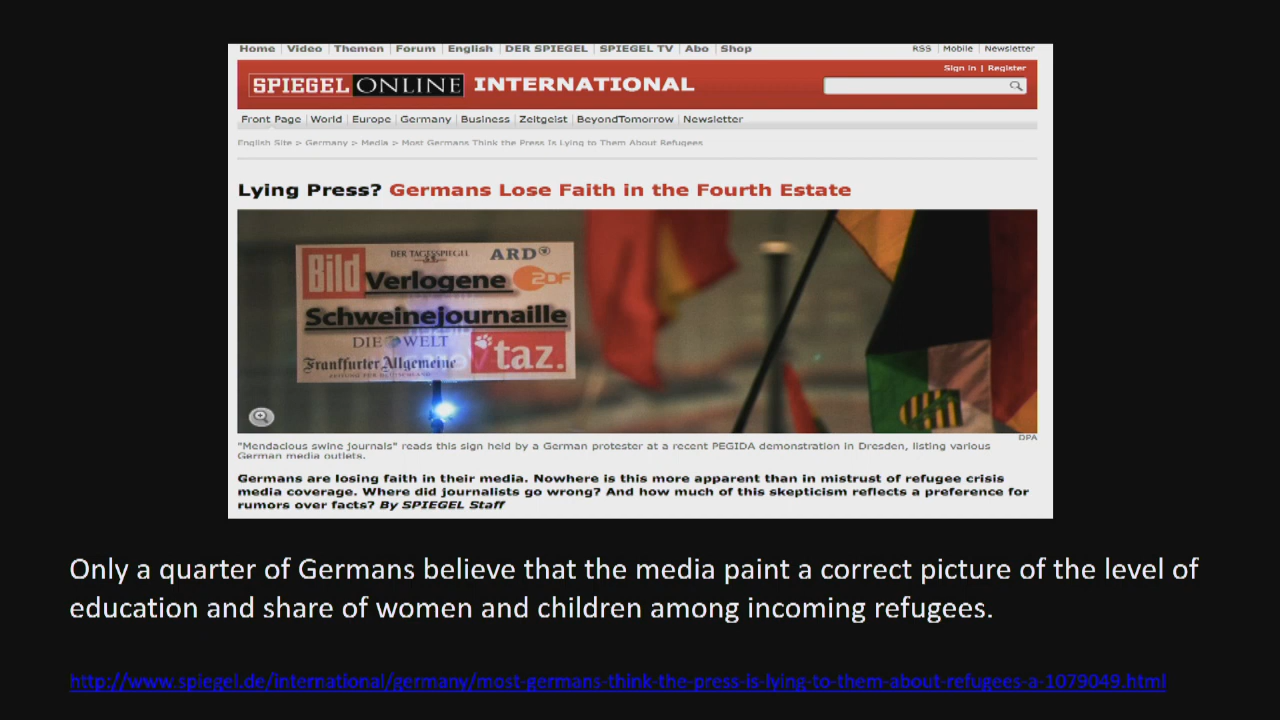 Home | Video | Themen | Forum | English | DER SPIEGEL | SPIEGEL TV | Abo | Shop
RSS | Mobile | Newsletter
Sign in | Register
SPIEGEL ONLINE INTERNATIONAL
Front Page | World | Europe | Germany | Business | Zeitgeist | BeyondTomorrow | Newsletter
English Site > Germany > Media > Most Germans Think the Press Is Lying to Them About Refugees
Lying Press? Germans Lose Faith in the Fourth Estate
Bild
DER TAGESSPIEGEL
ARD
Verlogene
ZDF
Schweinejournaille
DIE WELT
taz.
Frankfurter Allgemeine
ZEITUNG FÜR DEUTSCHLAND
DPA
"Mendacious swine journals" reads this sign held by a German protester at a recent PEGIDA demonstration in Dresden, listing various
German media outlets.
Germans are losing faith in their media. Nowhere is this more apparent than in mistrust of refugee crisis
media coverage. Where did journalists go wrong? And how much of this skepticism reflects a preference for
rumors over facts? By SPIEGEL Staff
Only a quarter of Germans believe that the media paint a correct picture of the level of
education and share of women and children among incoming refugees.
http://www.spiegel.de/international/germany/most-germans-think-the-press-is-lying-to-them-about-refugees-a-1079049.html